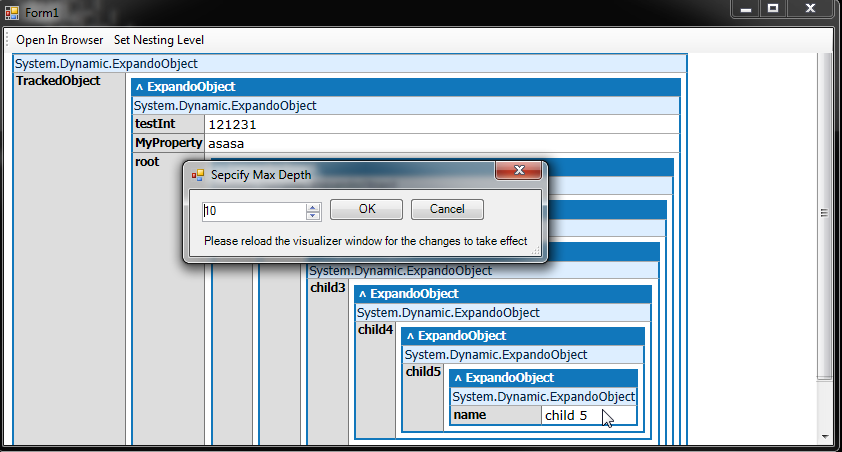 Form1
Open In Browser Set Nesting Level
System.Dynamic.ExpandoObject
TrackedObject
^ ExpandoObject
System.Dynamic.ExpandoObject
testInt 121231
MyProperty asasa
root
Sepcify Max Depth
10 OK Cancel
Please reload the visualizer window for the changes to take effect
System.Dynamic.ExpandoObject
child3
^ ExpandoObject
System.Dynamic.ExpandoObject
child4
^ ExpandoObject
System.Dynamic.ExpandoObject
child5
^ ExpandoObject
System.Dynamic.ExpandoObject
name child 5